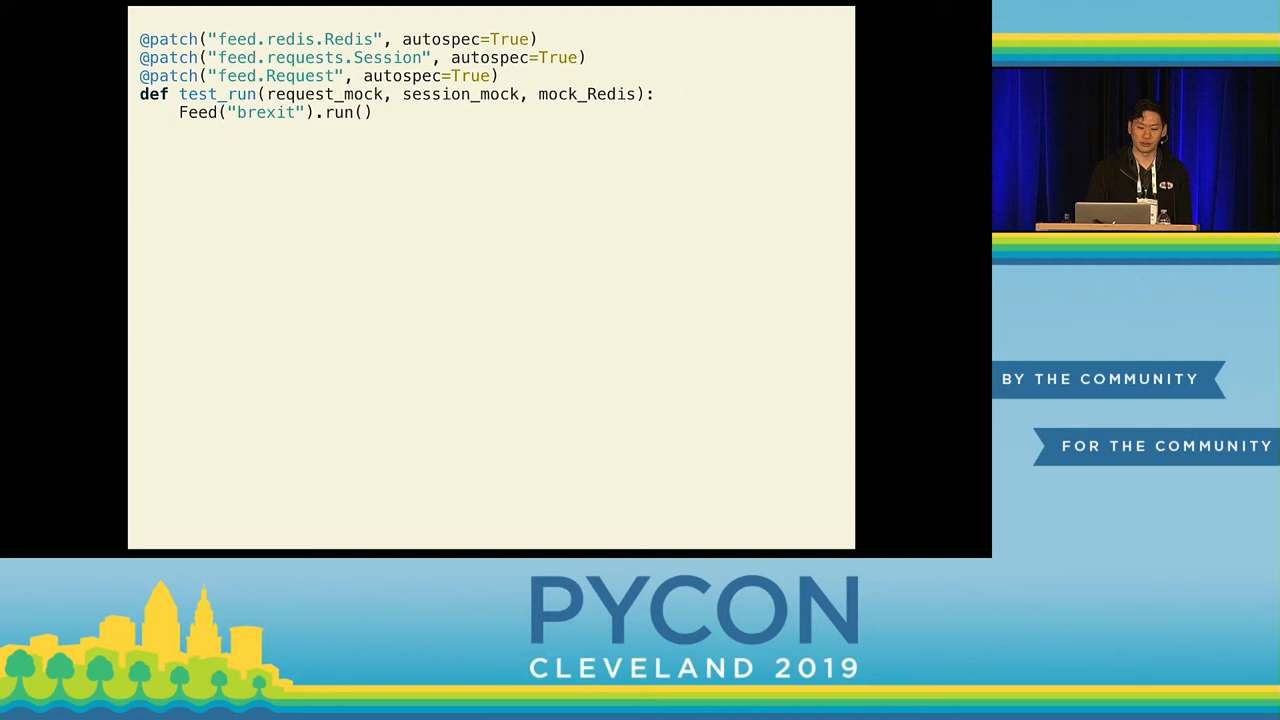 @patch("feed.redis.Redis", autospec=True)
@patch("feed.requests.Session", autospec=True)
@patch("feed.Request", autospec=True)
def test_run(request_mock, session_mock, mock_Redis):
    Feed("brexit").run()
BY THE COMMUNITY
FOR THE COMMUNITY
PYCON
CLEVELAND 2019